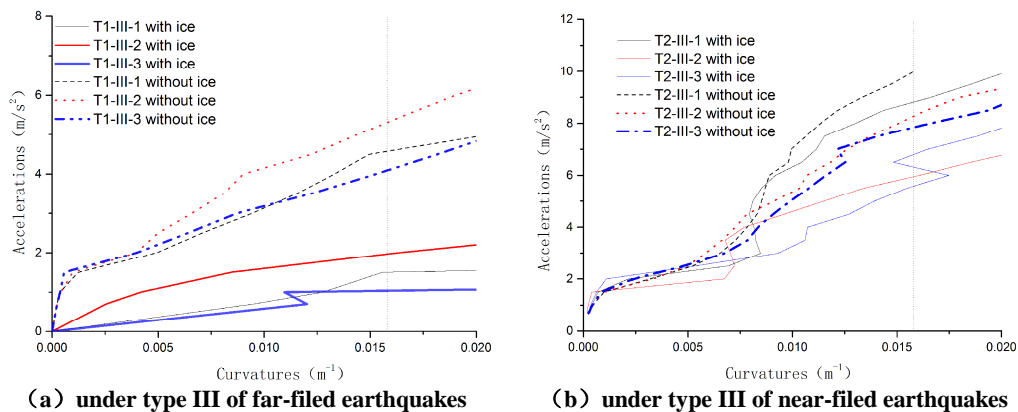 8
6
4
2
0
Accelerations (m/s²)
T1-III-1 with ice
T1-III-2 with ice
T1-III-3 with ice
T1-III-1 without ice
T1-III-2 without ice
T1-III-3 without ice
0.000 0.005 0.010 0.015 0.020
Curvatures (m⁻¹)
(a) under type III of far-filed earthquakes
12
10
8
6
4
2
0
Accelerations (m/s²)
T2-III-1 with ice
T2-III-2 with ice
T2-III-3 with ice
T2-III-1 without ice
T2-III-2 without ice
T2-III-3 without ice
0.000 0.005 0.010 0.015 0.020
Curvatures (m⁻¹)
(b) under type III of near-filed earthquakes